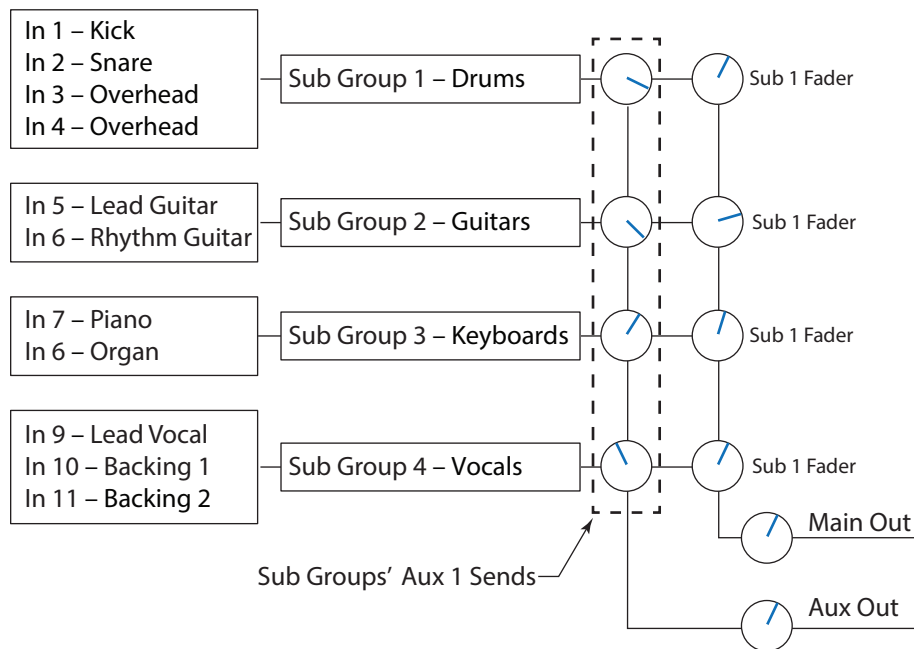 In 1 – Kick
In 2 – Snare
In 3 – Overhead
In 4 – Overhead
Sub Group 1 – Drums
Sub 1 Fader
In 5 – Lead Guitar
In 6 – Rhythm Guitar
Sub Group 2 – Guitars
Sub 1 Fader
In 7 – Piano
In 6 – Organ
Sub Group 3 – Keyboards
Sub 1 Fader
In 9 – Lead Vocal
In 10 – Backing 1
In 11 – Backing 2
Sub Group 4 – Vocals
Sub 1 Fader
Main Out
Sub Groups' Aux 1 Sends
Aux Out